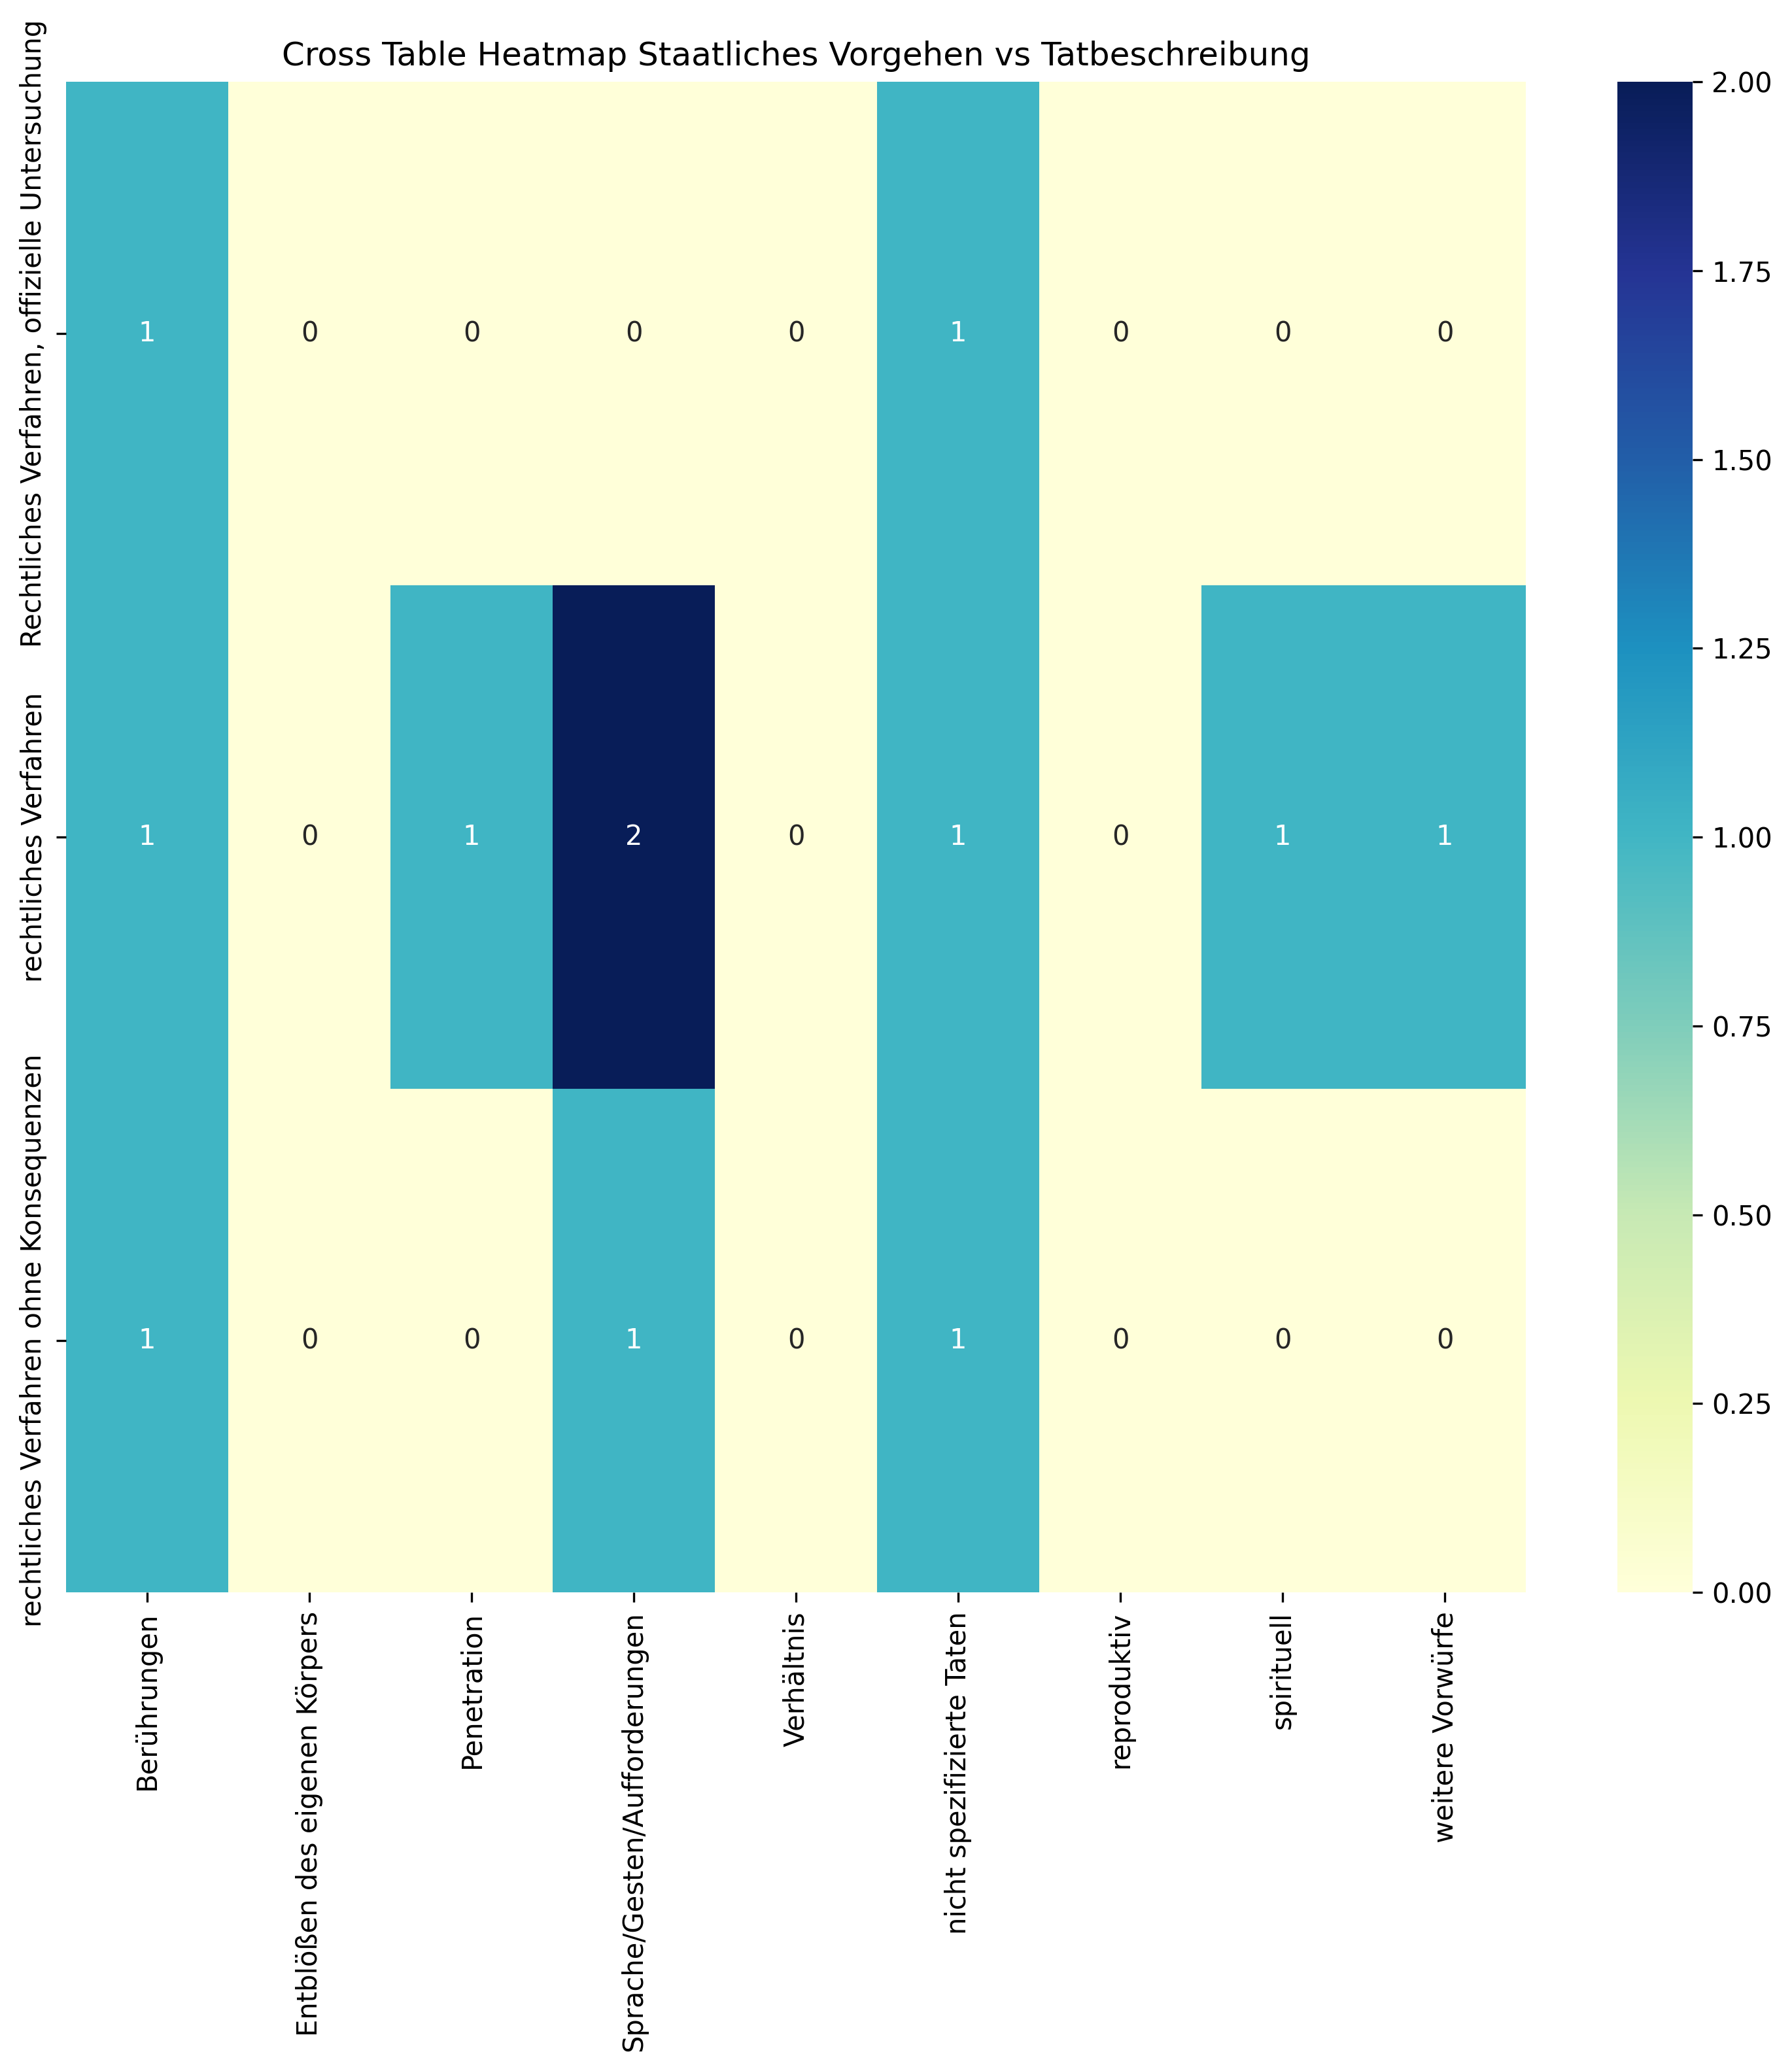 Cross Table Heatmap Staatliches Vorgehen vs Tatbeschreibung
Rechtliches Verfahren, offizielle Untersuchung
1 0 0 0 0 1 0 0 0
rechtliches Verfahren
1 0 1 2 0 1 0 1 1
rechtliches Verfahren ohne Konsequenzen
1 0 0 1 0 1 0 0 0
Berührungen
Entblößen des eigenen Körpers
Penetration
Sprache/Gesten/Aufforderungen
Verhältnis
nicht spezifizierte Taten
reproduktiv
spirituell
weitere Vorwürfe
2.00
1.75
1.50
1.25
1.00
0.75
0.50
0.25
0.00